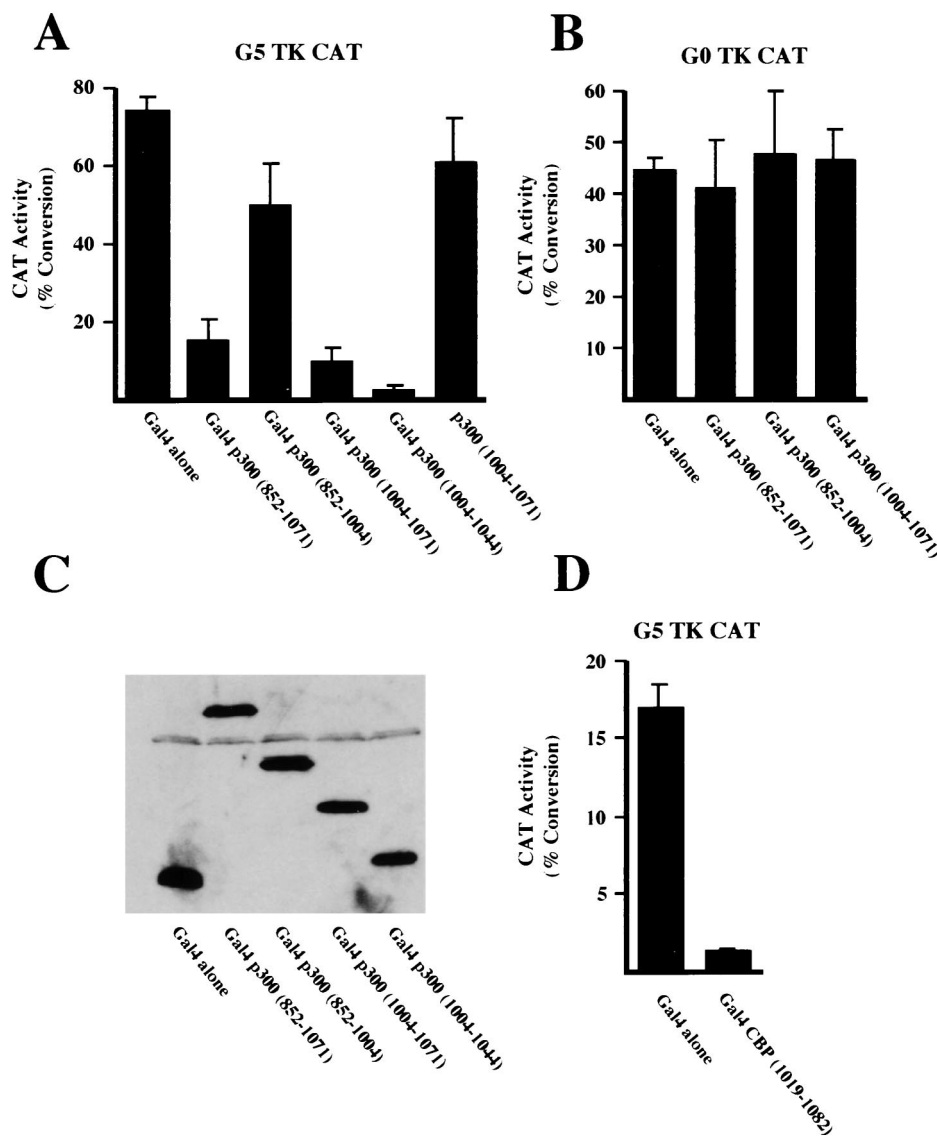 A
G5 TK CAT
CAT Activity
(% Conversion)
80
60
40
20
Gal4 alone
Gal4 p300 (852-1071)
Gal4 p300 (852-1004)
Gal4 p300 (1004-1071)
Gal4 p300 (1004-1044)
p300 (1004-1071)
B
G0 TK CAT
CAT Activity
(% Conversion)
60
50
40
30
20
10
Gal4 alone
Gal4 p300 (852-1071)
Gal4 p300 (852-1004)
Gal4 p300 (1004-1071)
C
Gal4 alone
Gal4 p300 (852-1071)
Gal4 p300 (852-1004)
Gal4 p300 (1004-1071)
Gal4 p300 (1004-1044)
D
G5 TK CAT
CAT Activity
(% Conversion)
20
15
10
5
Gal4 alone
Gal4 CBP (1019-1082)